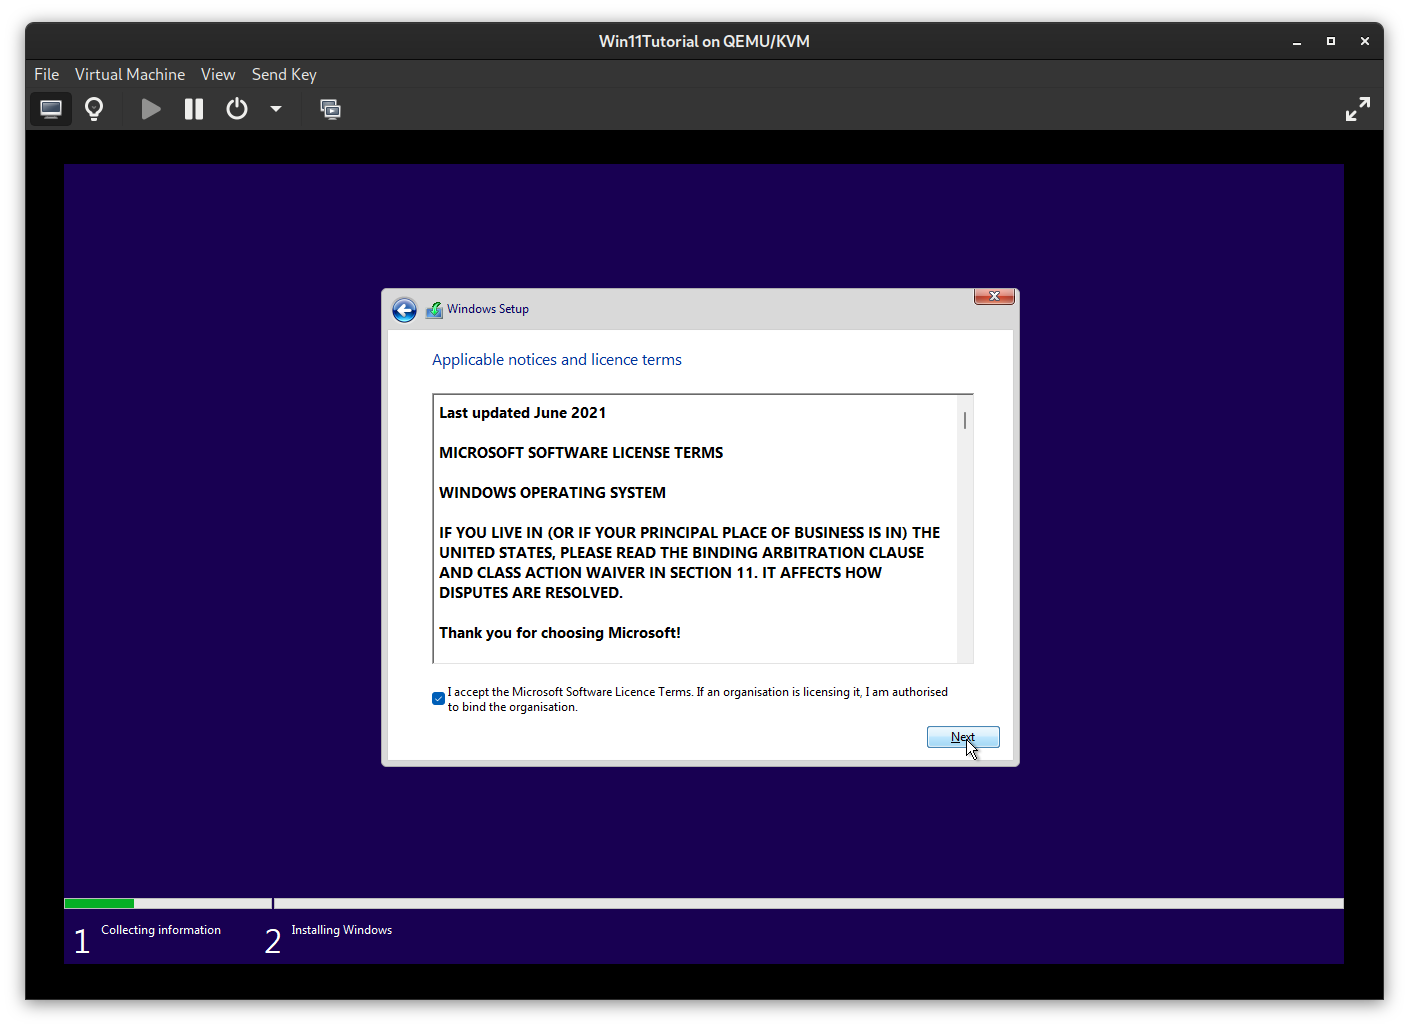 Win11Tutorial on QEMU/KVM
File Virtual Machine View Send Key
Windows Setup
Applicable notices and licence terms
Last updated June 2021
MICROSOFT SOFTWARE LICENSE TERMS
WINDOWS OPERATING SYSTEM
IF YOU LIVE IN (OR IF YOUR PRINCIPAL PLACE OF BUSINESS IS IN) THE
UNITED STATES, PLEASE READ THE BINDING ARBITRATION CLAUSE
AND CLASS ACTION WAIVER IN SECTION 11. IT AFFECTS HOW
DISPUTES ARE RESOLVED.
Thank you for choosing Microsoft!
I accept the Microsoft Software Licence Terms. If an organisation is licensing it, I am authorised
to bind the organisation.
Next
1 Collecting information 2 Installing Windows